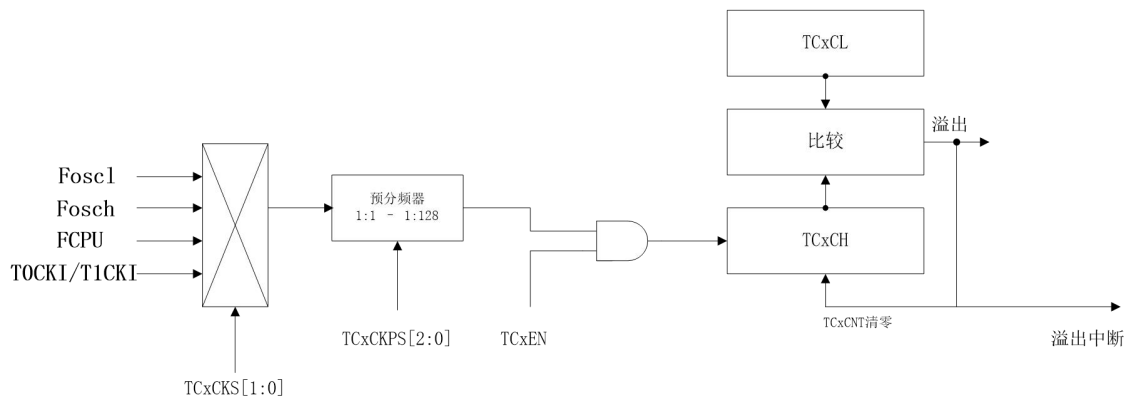 TCxCL
比较
溢出
Foscl
Fosch
FCPU
T0CKI/T1CKI
预分频器
1:1 - 1:128
TCxCH
TCxCNT清零
TCxCKPS[2:0]
TCxEN
溢出中断
TCxCKS[1:0]